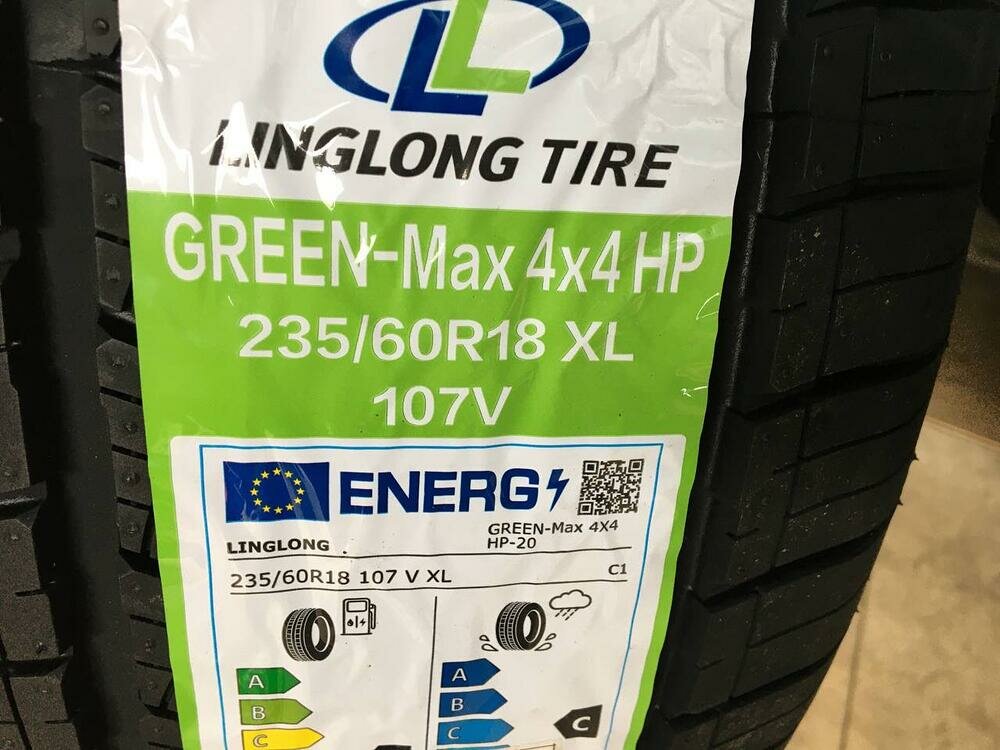 LL
LINGLONG TIRE
GREEN-Max 4x4 HP
235/60R18 XL
107V
ENERG
LINGLONG
GREEN-Max 4X4
HP-20
235/60R18 107 V XL
C1
A
B
C
A
B
C
C